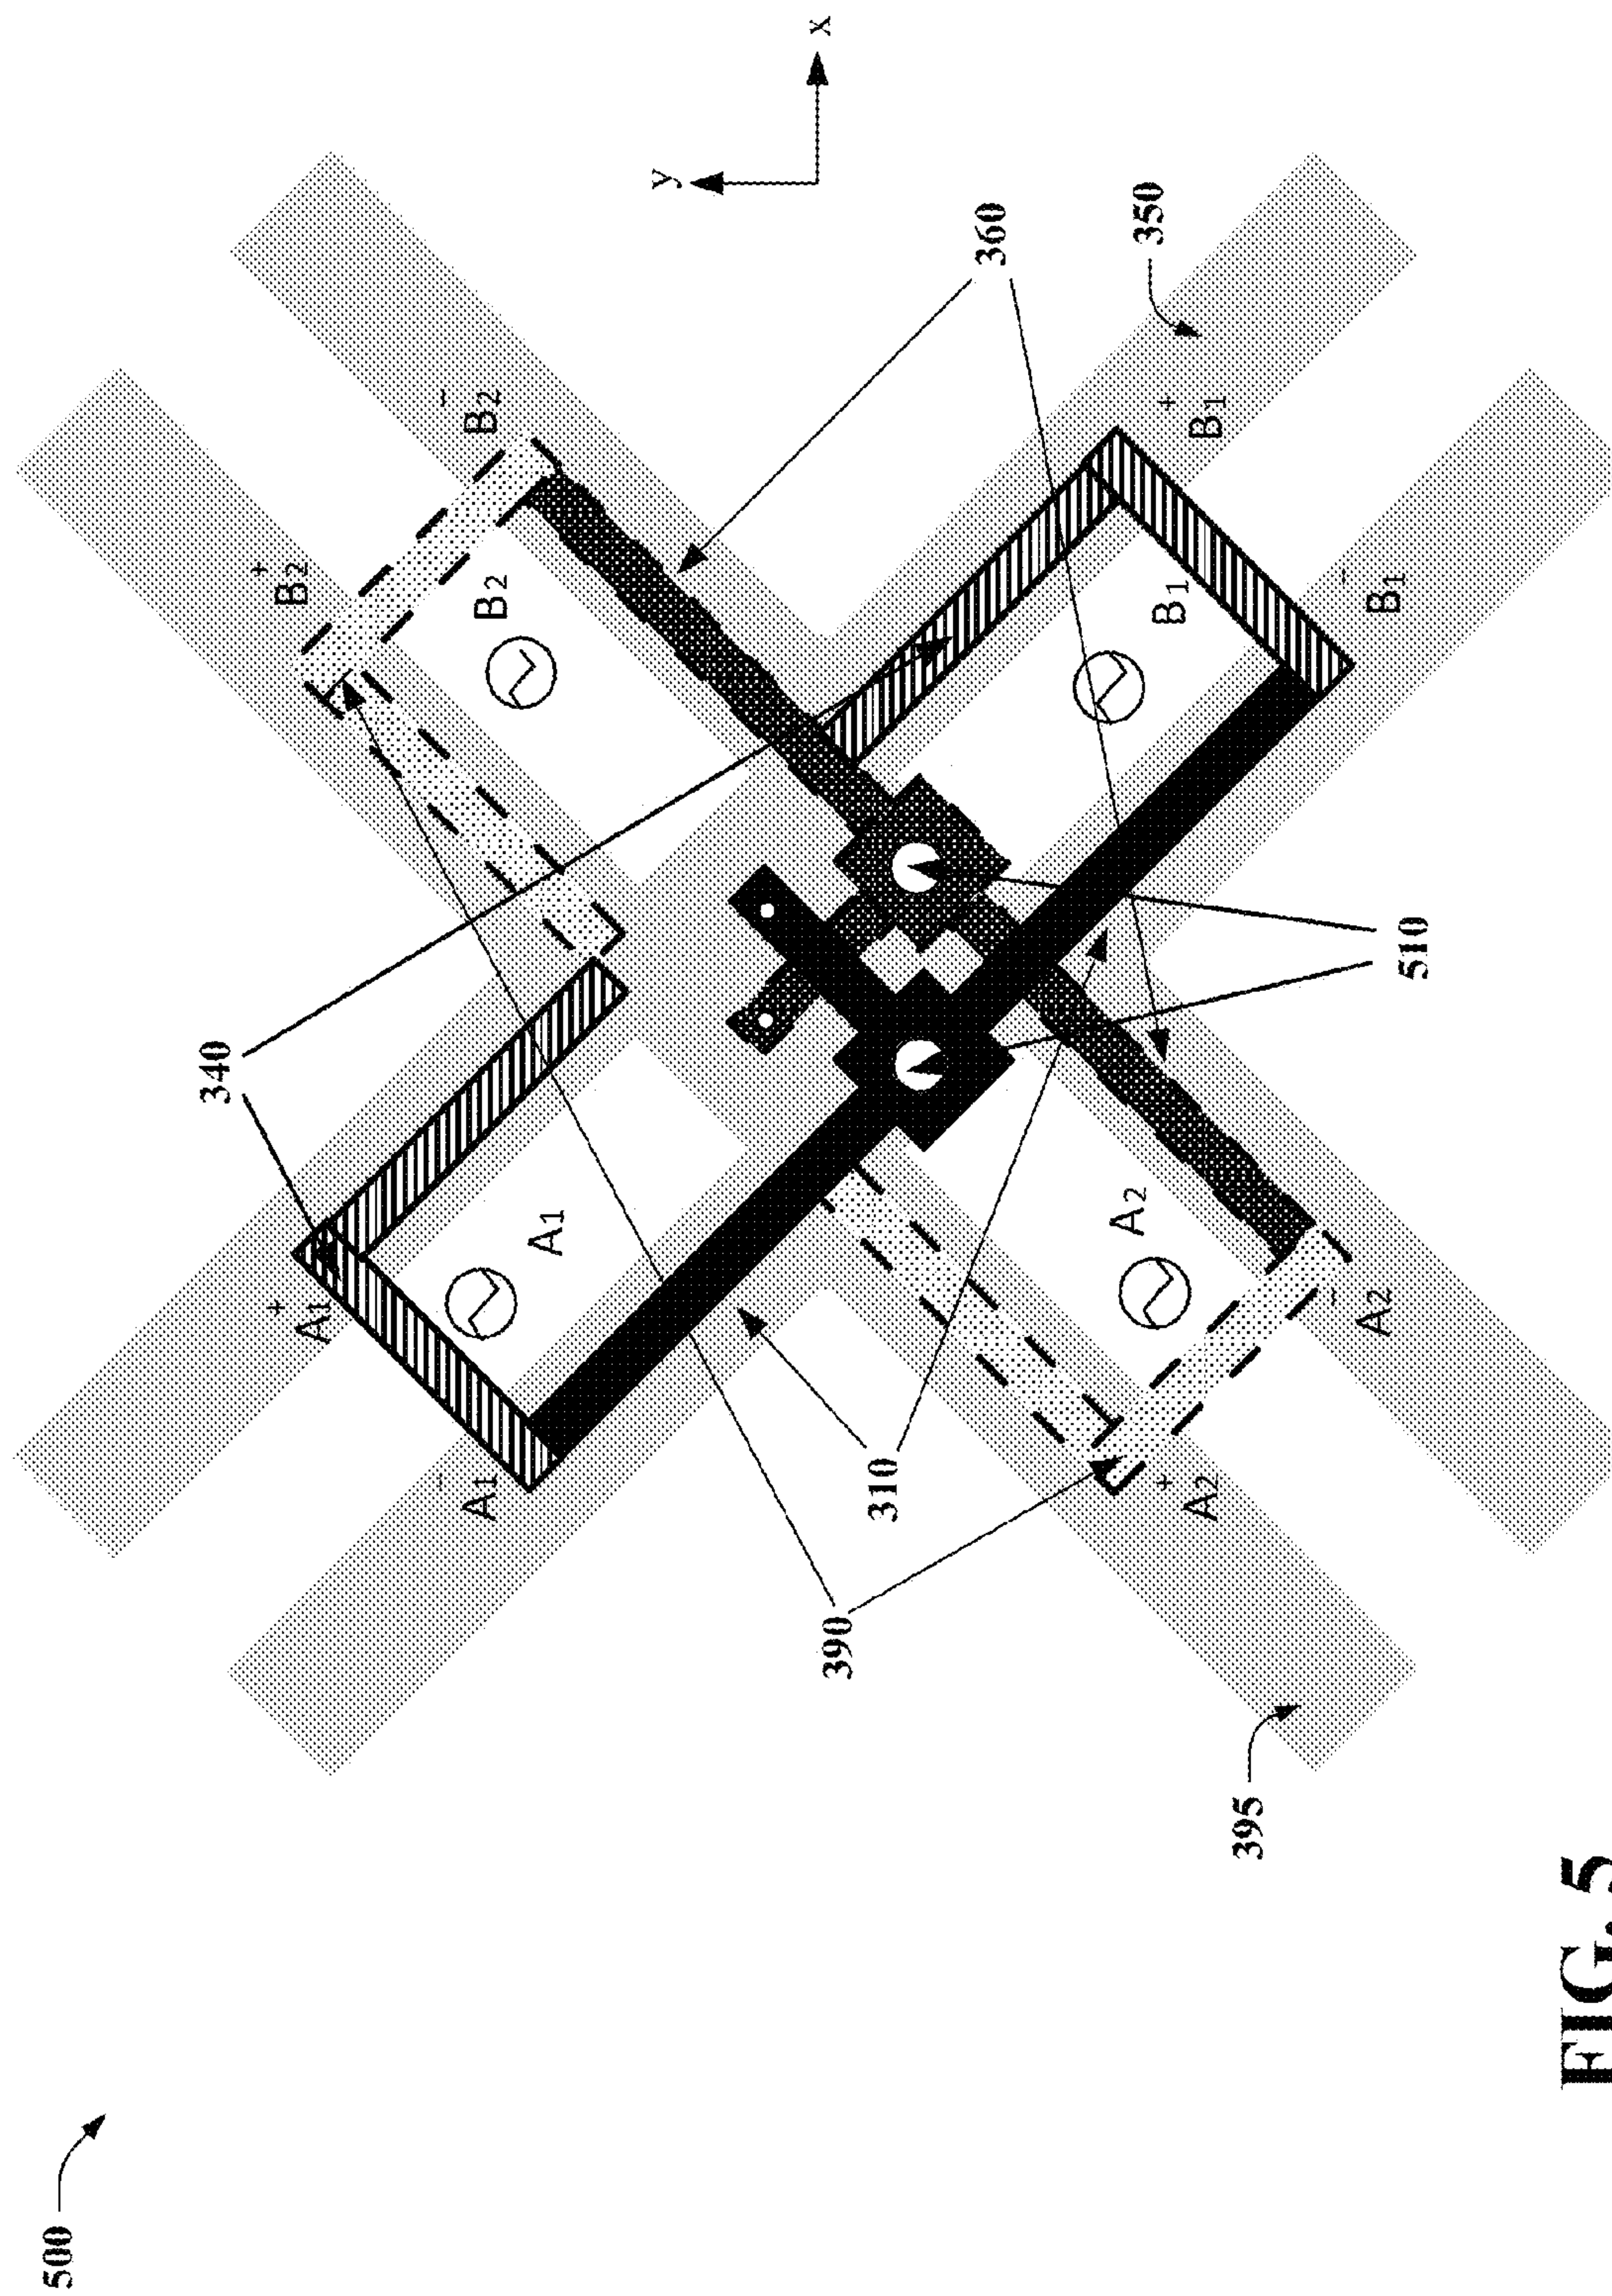 500
340
A₁⁺
B₂⁺
A₁⁻
B₂⁻
A₁
B₂
y
x
390
310
360
A₂
B₁
350
A₂⁺
B₁⁺
395
A₂⁻
B₁⁻
510
FIG. 5